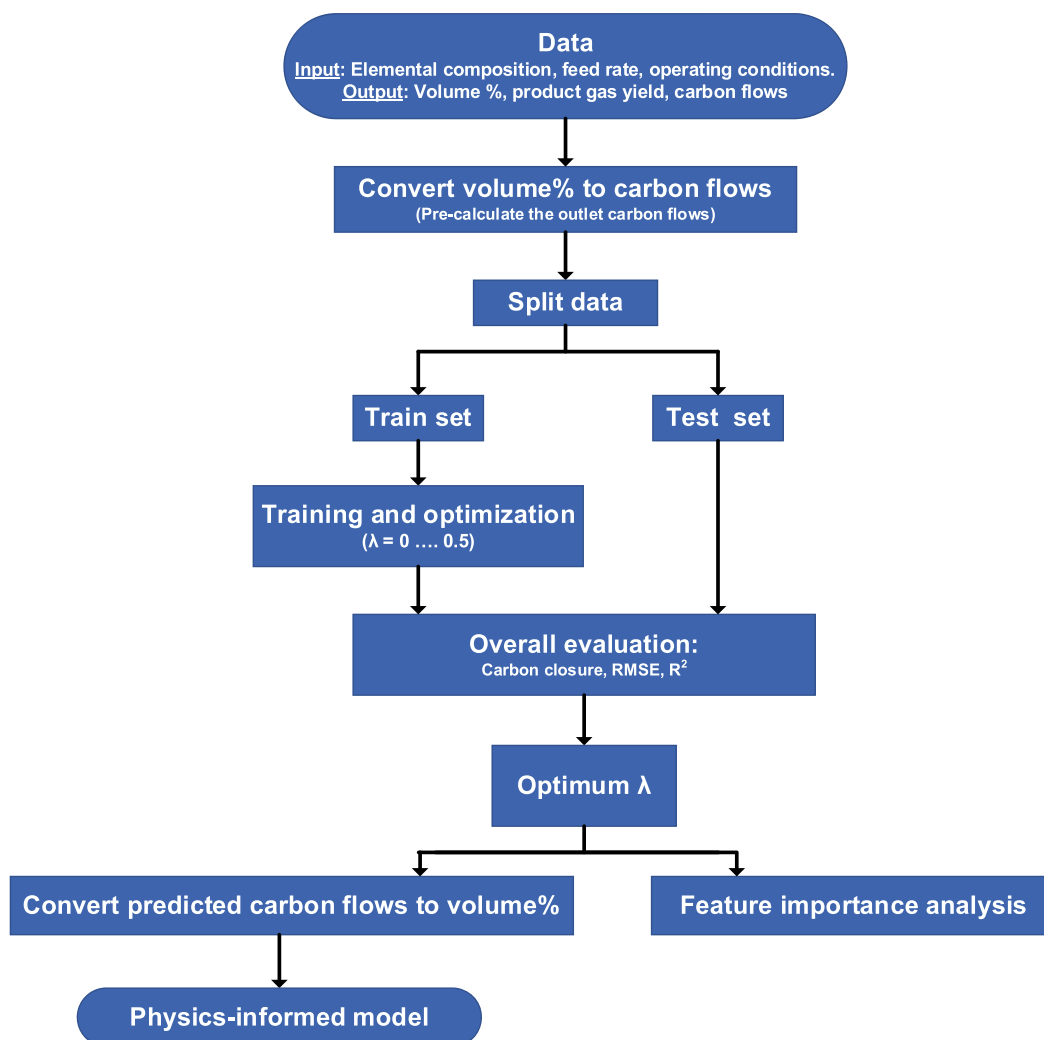 Data
Input: Elemental composition, feed rate, operating conditions.
Output: Volume %, product gas yield, carbon flows
Convert volume% to carbon flows
(Pre-calculate the outlet carbon flows)
Split data
Train set
Test set
Training and optimization
(λ = 0 .... 0.5)
Overall evaluation:
Carbon closure, RMSE, R²
Optimum λ
Convert predicted carbon flows to volume%
Feature importance analysis
Physics-informed model